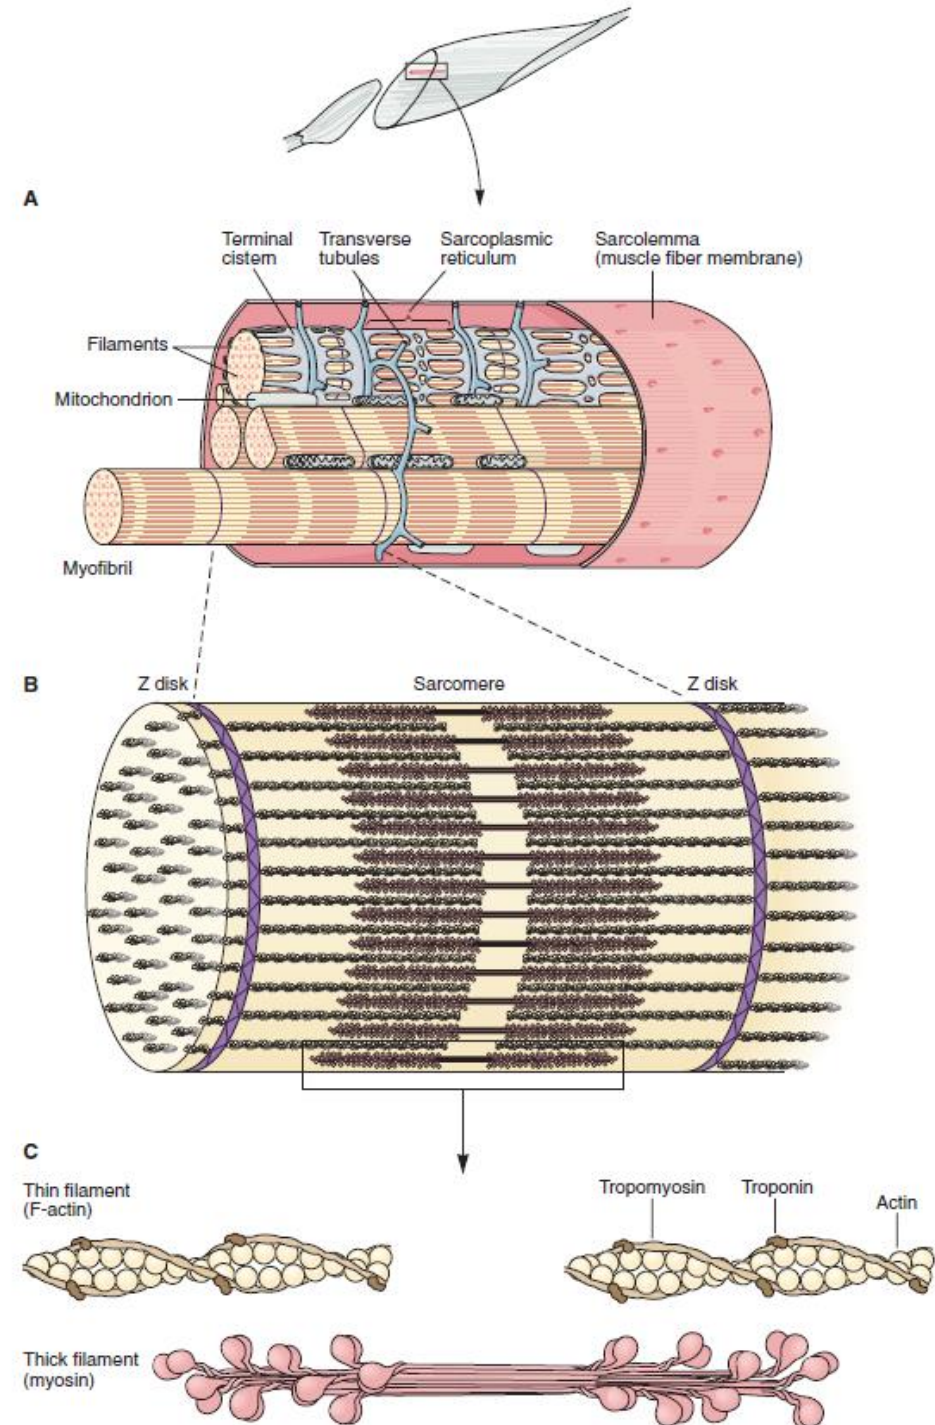 A
Terminal
cistern
Transverse
tubules
Sarcoplasmic
reticulum
Sarcolemma
(muscle fiber membrane)
Filaments
Mitochondrion
Myofibril
B
Z disk
Sarcomere
Z disk
C
Thin filament
(F-actin)
Tropomyosin
Troponin
Actin
Thick filament
(myosin)